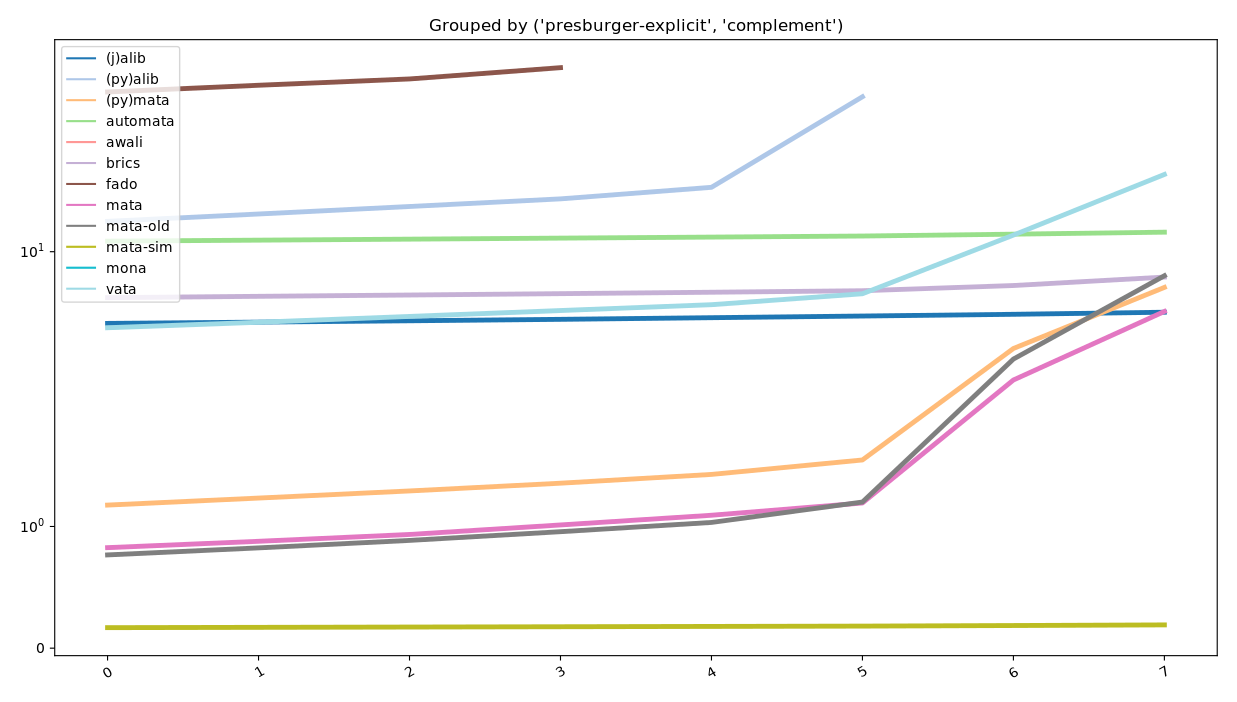 Grouped by ('presburger-explicit', 'complement')
(j)alib
(py)alib
(py)mata
automata
awali
brics
fado
mata
mata-old
mata-sim
mona
vata
10¹
10⁰
0
0 1 2 3 4 5 6 7